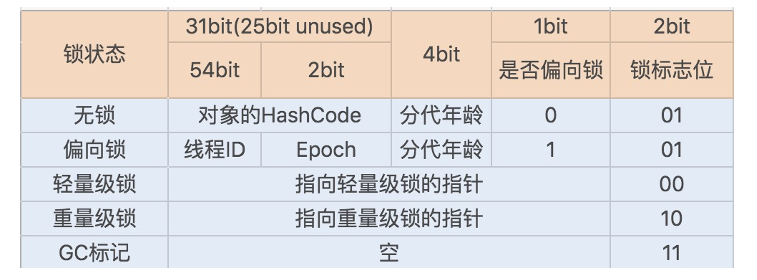 31bit(25bit unused) 1bit 2bit
锁状态 4bit
54bit 2bit 是否偏向锁 锁标志位
无锁 对象的HashCode 分代年龄 0 01
偏向锁 线程ID Epoch 分代年龄 1 01
轻量级锁 指向轻量级锁的指针 00
重量级锁 指向重量级锁的指针 10
GC标记 空 11